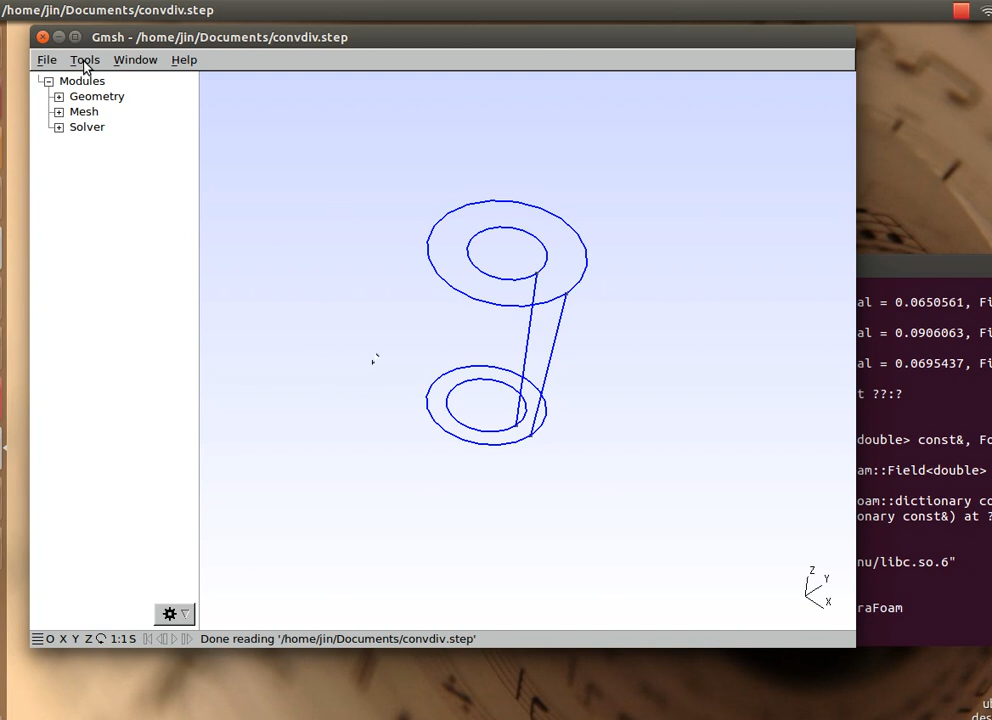 /home/jin/Documents/convdiv.step
Gmsh - /home/jin/Documents/convdiv.step
File Tools Window Help
Modules
Geometry
Mesh
Solver
al = 0.0650561, Fi
al = 0.0906063, Fi
al = 0.0695437, Fi
t ??:?
double> const&, Fo
am::Field<double>
oam::dictionary co
onary const&) at ?
nu/libc.so.6"
raFoam
Z
Y
X
O X Y Z 1:1 S Done reading '/home/jin/Documents/convdiv.step'